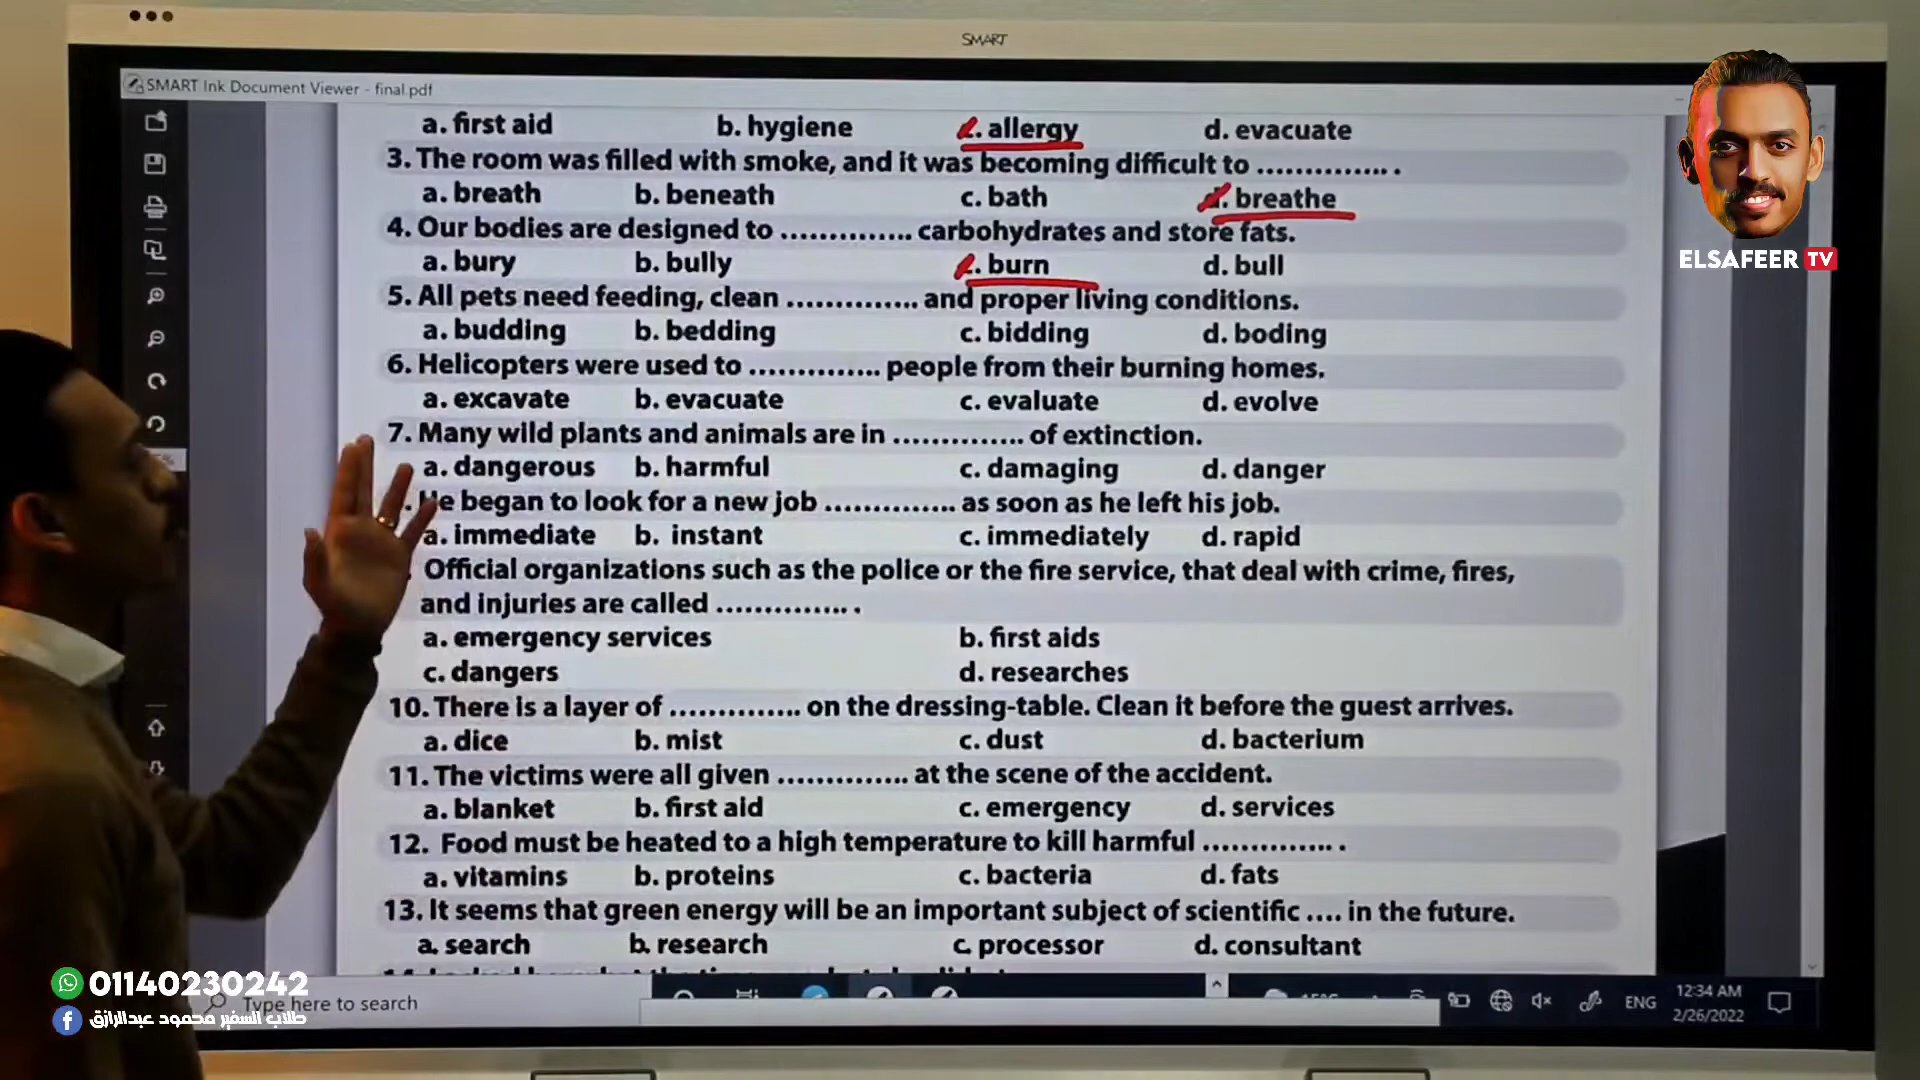 SMART
SMART Ink Document Viewer - final.pdf
a. first aid b. hygiene c. allergy d. evacuate
3. The room was filled with smoke, and it was becoming difficult to .............. .
a. breath b. beneath c. bath d. breathe
4. Our bodies are designed to .............. carbohydrates and store fats.
a. bury b. bully c. burn d. bull
5. All pets need feeding, clean .............. and proper living conditions.
a. budding b. bedding c. bidding d. boding
6. Helicopters were used to .............. people from their burning homes.
a. excavate b. evacuate c. evaluate d. evolve
7. Many wild plants and animals are in .............. of extinction.
a. dangerous b. harmful c. damaging d. danger
He began to look for a new job .............. as soon as he left his job.
a. immediate b. instant c. immediately d. rapid
Official organizations such as the police or the fire service, that deal with crime, fires,
and injuries are called .............. .
a. emergency services b. first aids
c. dangers d. researches
10. There is a layer of .............. on the dressing-table. Clean it before the guest arrives.
a. dice b. mist c. dust d. bacterium
11. The victims were all given .............. at the scene of the accident.
a. blanket b. first aid c. emergency d. services
12. Food must be heated to a high temperature to kill harmful .............. .
a. vitamins b. proteins c. bacteria d. fats
13. It seems that green energy will be an important subject of scientific .... in the future.
a. search b. research c. processor d. consultant
Type here to search
ENG
12:34 AM
2/26/2022
ELSAFEER TV
01140230242
طلاب السفير محمود عبدالرازق